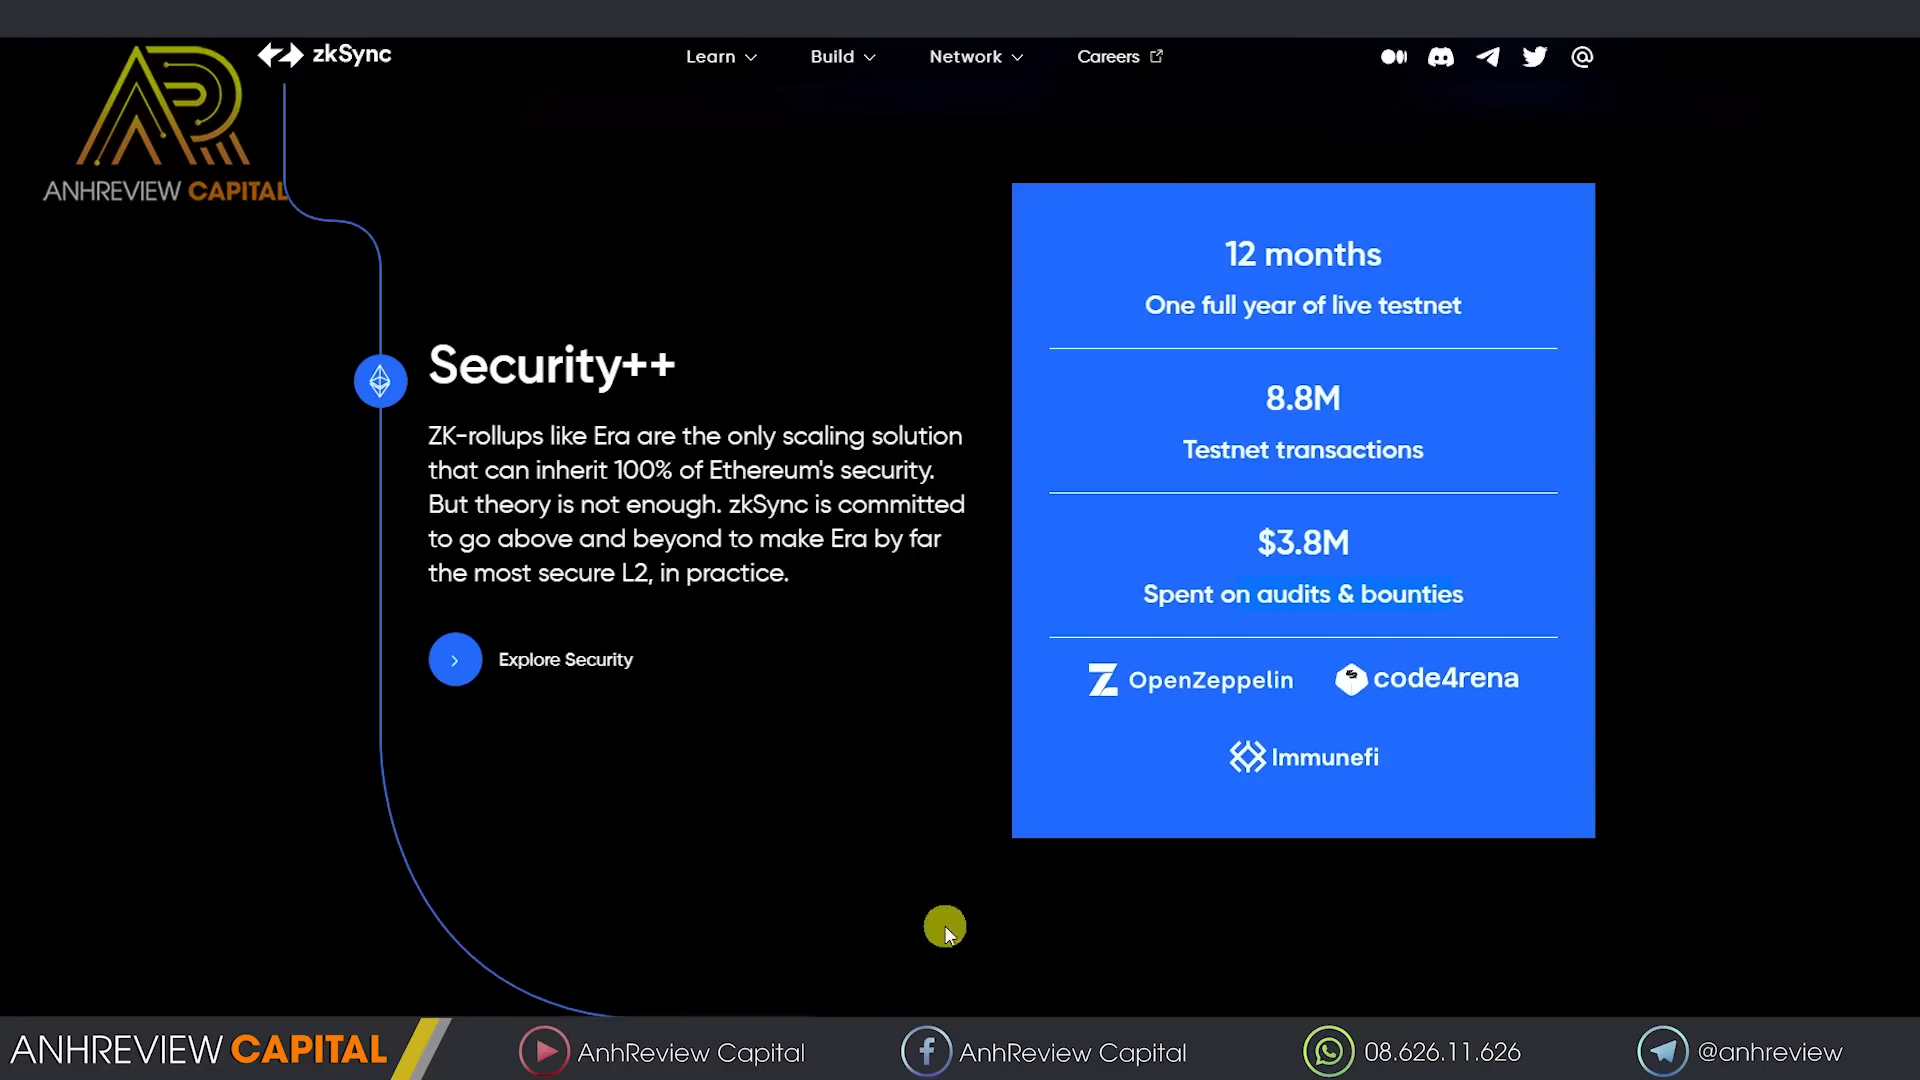 zkSync
Learn
Build
Network
Careers
ANHREVIEW CAPITAL
Security++
ZK-rollups like Era are the only scaling solution
that can inherit 100% of Ethereum's security.
But theory is not enough. zkSync is committed
to go above and beyond to make Era by far
the most secure L2, in practice.
Explore Security
12 months
One full year of live testnet
8.8M
Testnet transactions
$3.8M
Spent on audits & bounties
OpenZeppelin
code4rena
Immunefi
ANHREVIEW CAPITAL
AnhReview Capital
AnhReview Capital
08.626.11.626
@anhreview